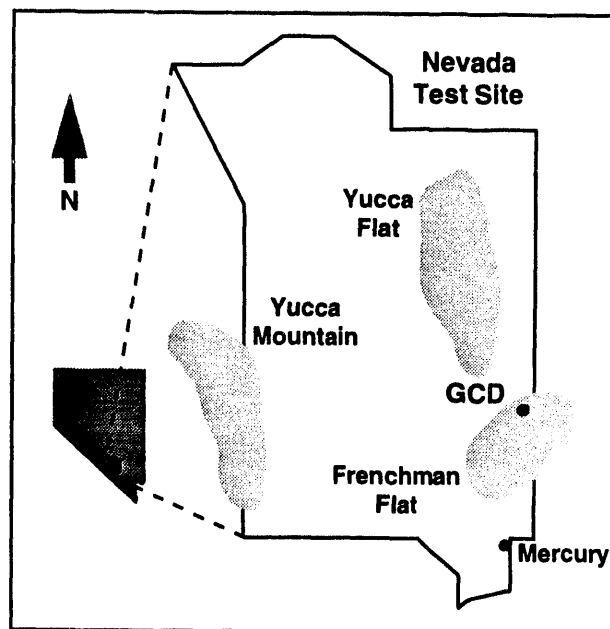 Nevada
Test Site
N
Yucca
Flat
Yucca
Mountain
GCD
Frenchman
Flat
Mercury